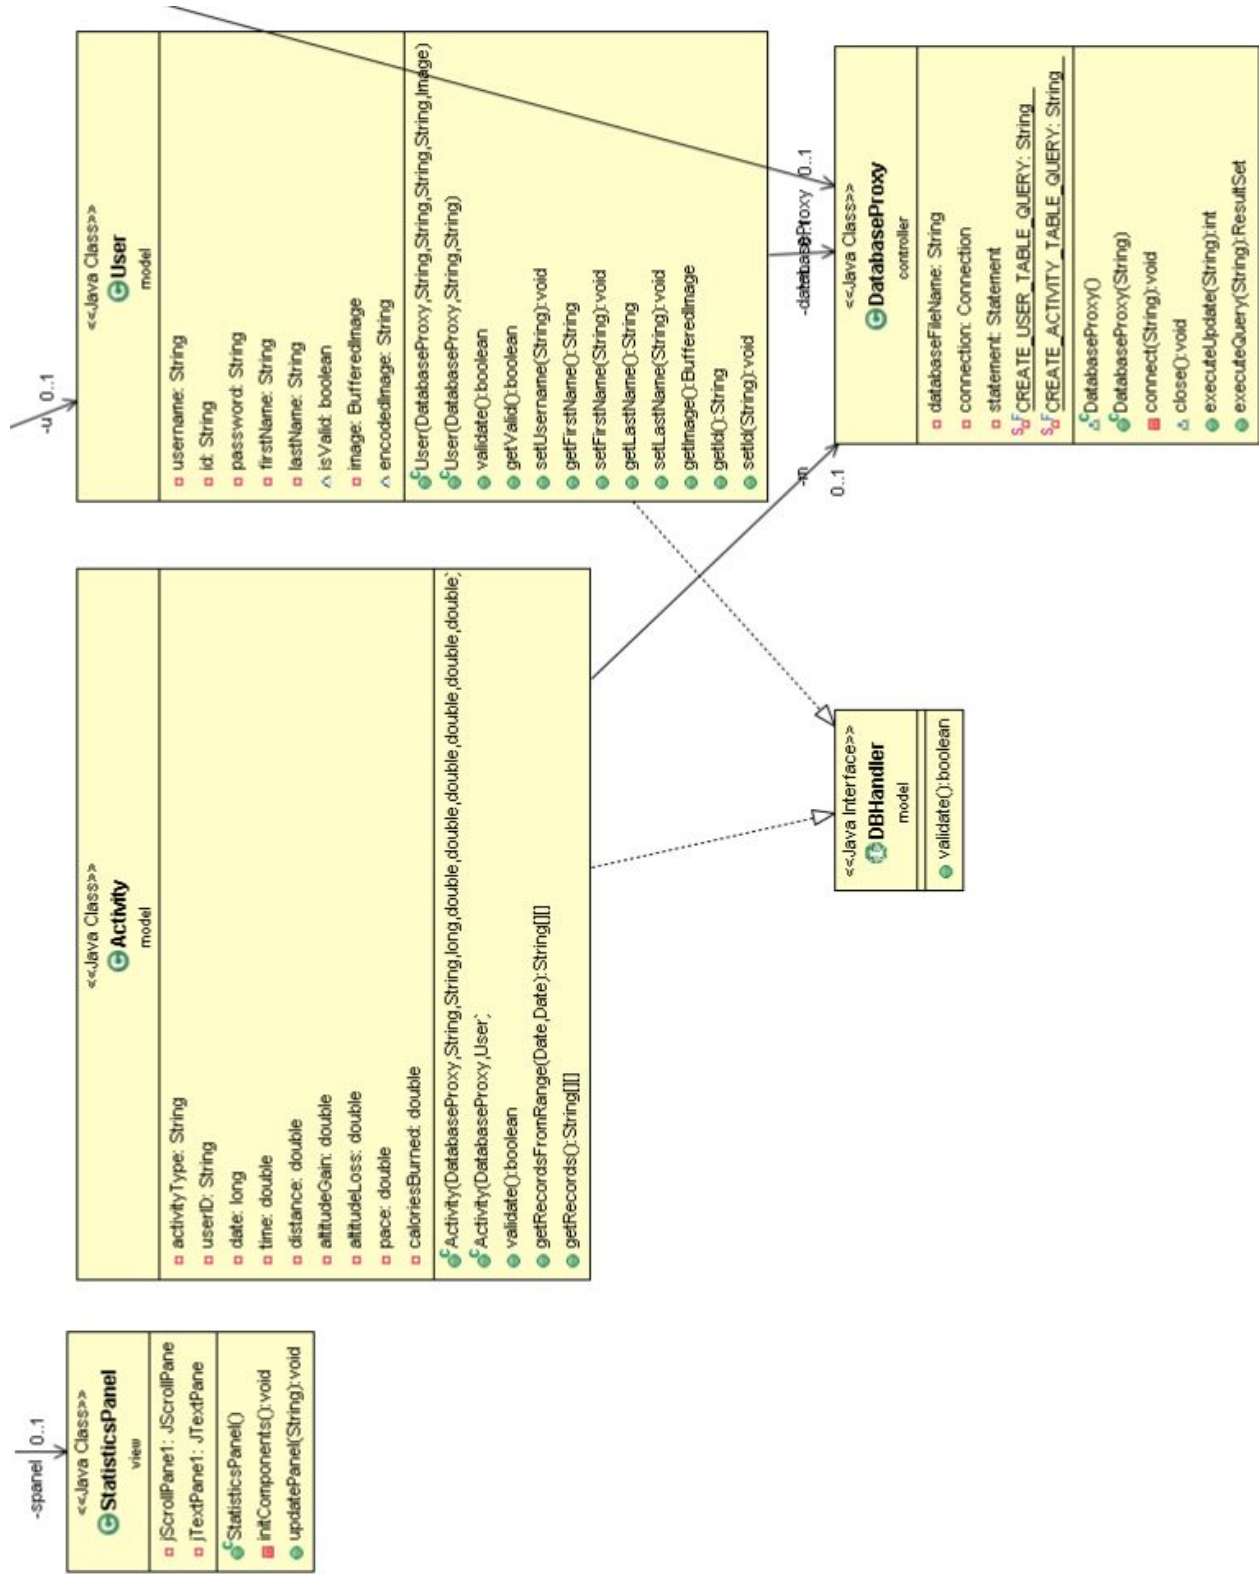 -spanel 0..1
<<Java Class>>
StatisticsPanel
view
jScrollPane1: JScrollPane
jTextPane1: JTextPane
StatisticsPanel()
initComponents():void
updatePanel(String):void
<<Java Class>>
Activity
model
activityType: String
userID: String
date: long
time: double
distance: double
altitudeGain: double
altitudeLoss: double
pace: double
caloriesBurned: double
Activity(DatabaseProxy,String,String,long,double,double,double,double,double,double)
Activity(DatabaseProxy,User)
validate():boolean
getRecordsFromRange(Date,Date):String[][]
getRecords():String[][]
-u 0..1
<<Java Class>>
User
model
username: String
id: String
password: String
firstName: String
lastName: String
isValid: boolean
image: BufferedImage
encodedImage: String
User(DatabaseProxy,String,String,String,String,Image)
User(DatabaseProxy,String,String)
validate():boolean
getValid():boolean
setUsername(String):void
getFirstName():String
setFirstName(String):void
getLastName():String
setLastName(String):void
getImage():BufferedImage
getId():String
setId(String):void
<<Java Interface>>
DBHandler
model
validate():boolean
-m
0..1
-databaseProxy 0..1
<<Java Class>>
DatabaseProxy
controller
databaseFileName: String
connection: Connection
statement: Statement
CREATE_USER_TABLE_QUERY: String
CREATE_ACTIVITY_TABLE_QUERY: String
DatabaseProxy()
DatabaseProxy(String)
connect(String):void
close():void
executeUpdate(String):int
executeQuery(String):ResultSet